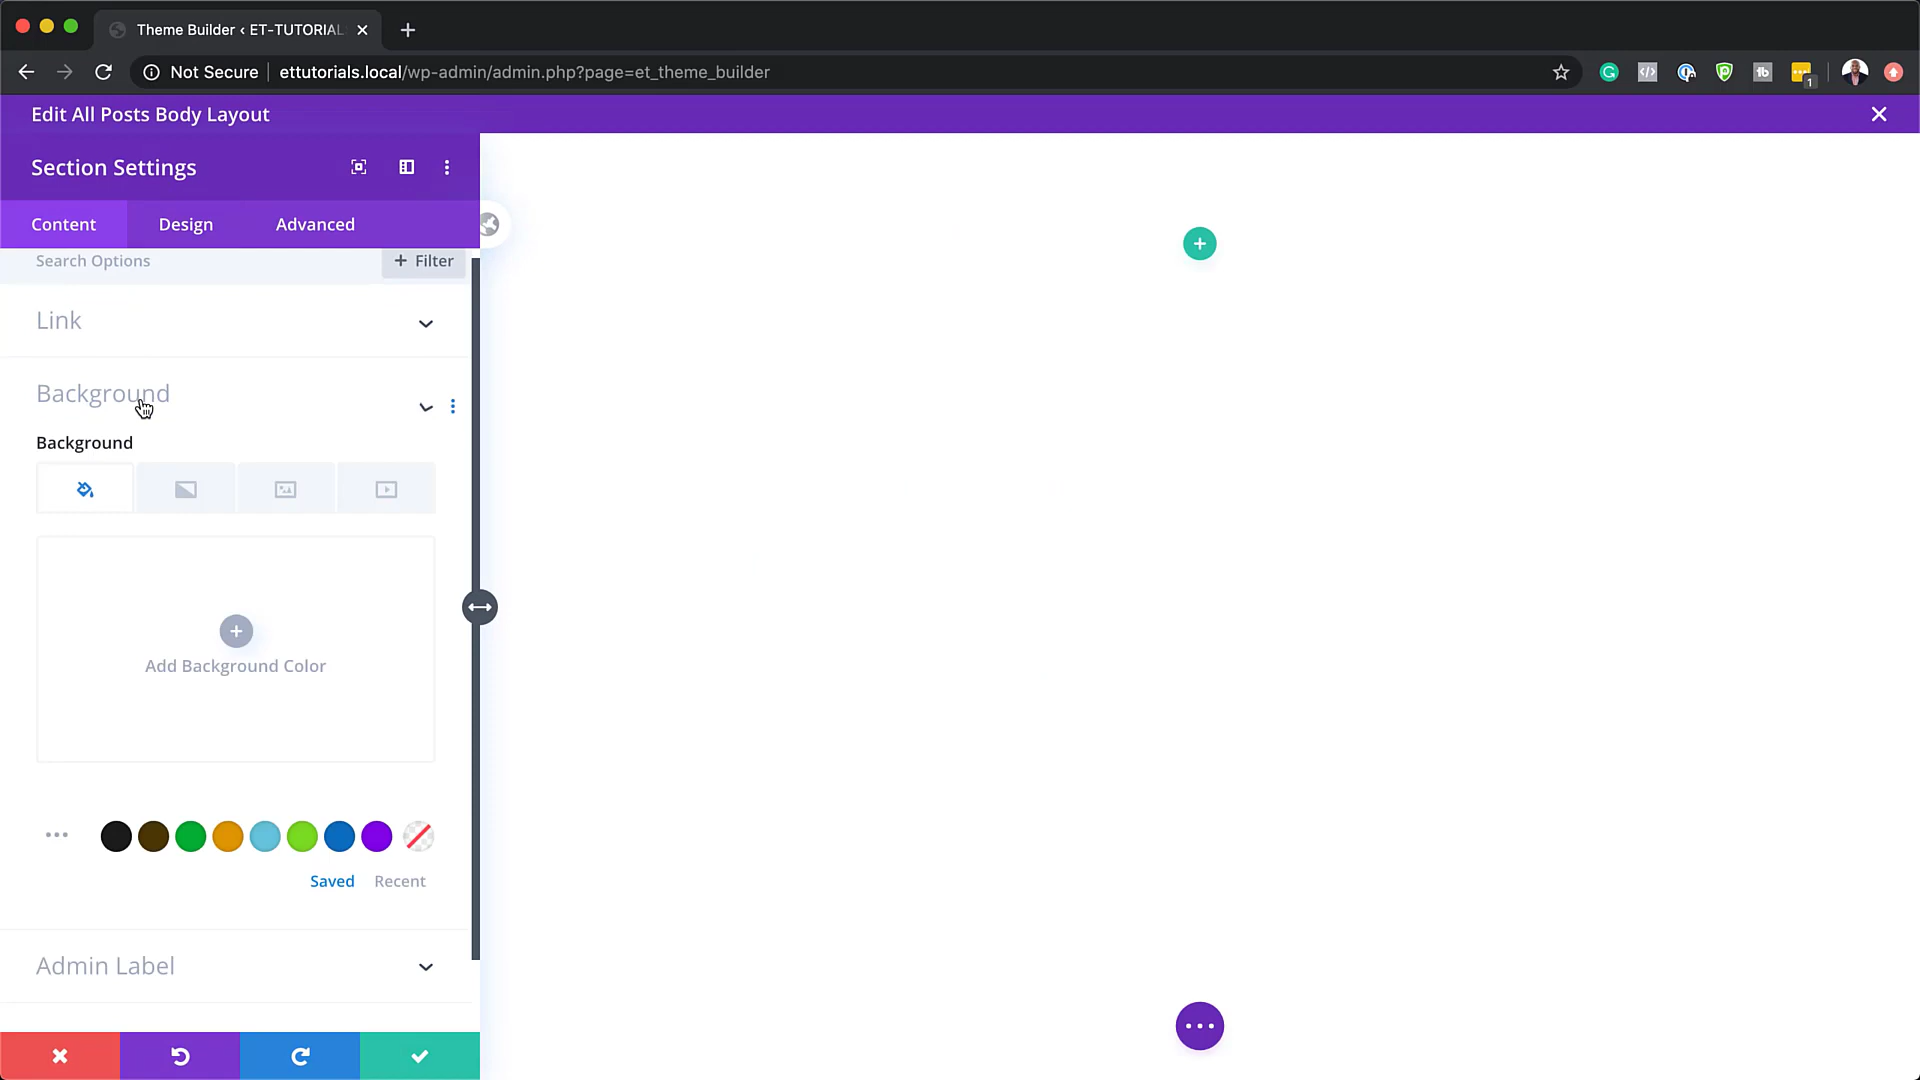 Theme Builder ‹ ET-TUTORIAL
Not Secure ettutorials.local/wp-admin/admin.php?page=et_theme_builder
1
Edit All Posts Body Layout
Section Settings
Content Design Advanced
Search Options + Filter
Link
Background
Background
Add Background Color
Saved Recent
Admin Label